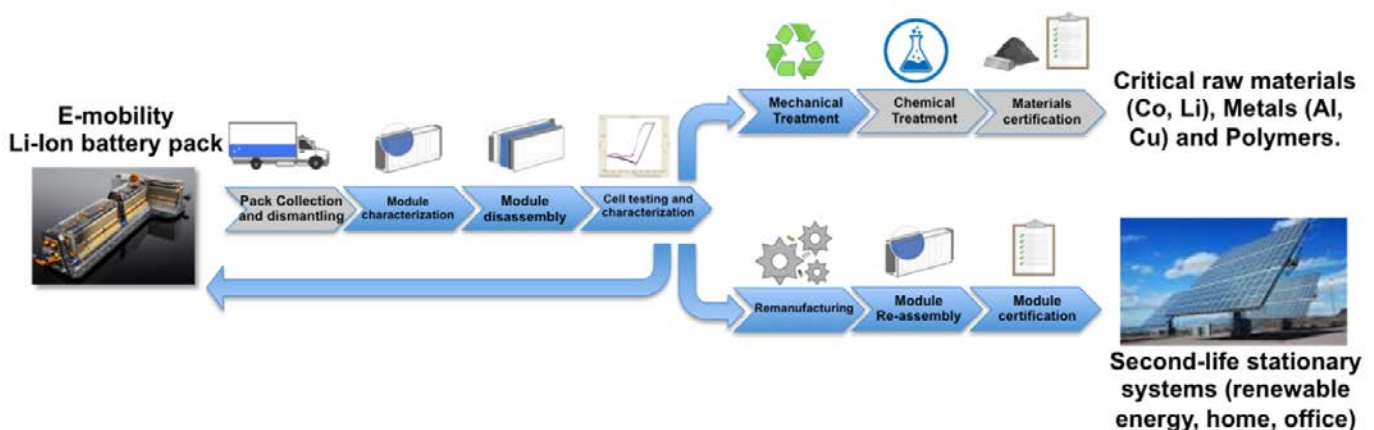 E-mobility
Li-Ion battery pack
Pack Collection
and dismantling
Module
characterization
Module
disassembly
Cell testing and
characterization
Mechanical
Treatment
Chemical
Treatment
Materials
certification
Critical raw materials
(Co, Li), Metals (Al,
Cu) and Polymers.
Remanufacturing
Module
Re-assembly
Module
certification
Second-life stationary
systems (renewable
energy, home, office)